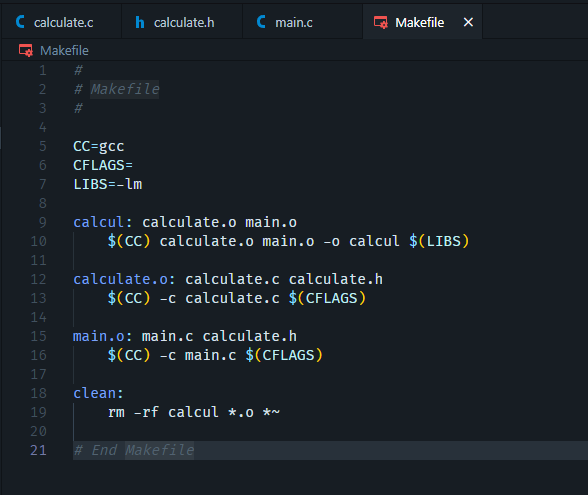 calculate.c calculate.h main.c Makefile
Makefile
1 #
2 # Makefile
3 #
4
5 CC=gcc
6 CFLAGS=
7 LIBS=-lm
8
9 calcul: calculate.o main.o
10 $(CC) calculate.o main.o -o calcul $(LIBS)
11
12 calculate.o: calculate.c calculate.h
13 $(CC) -c calculate.c $(CFLAGS)
14
15 main.o: main.c calculate.h
16 $(CC) -c main.c $(CFLAGS)
17
18 clean:
19 rm -rf calcul *.o *~
20
21 # End Makefile